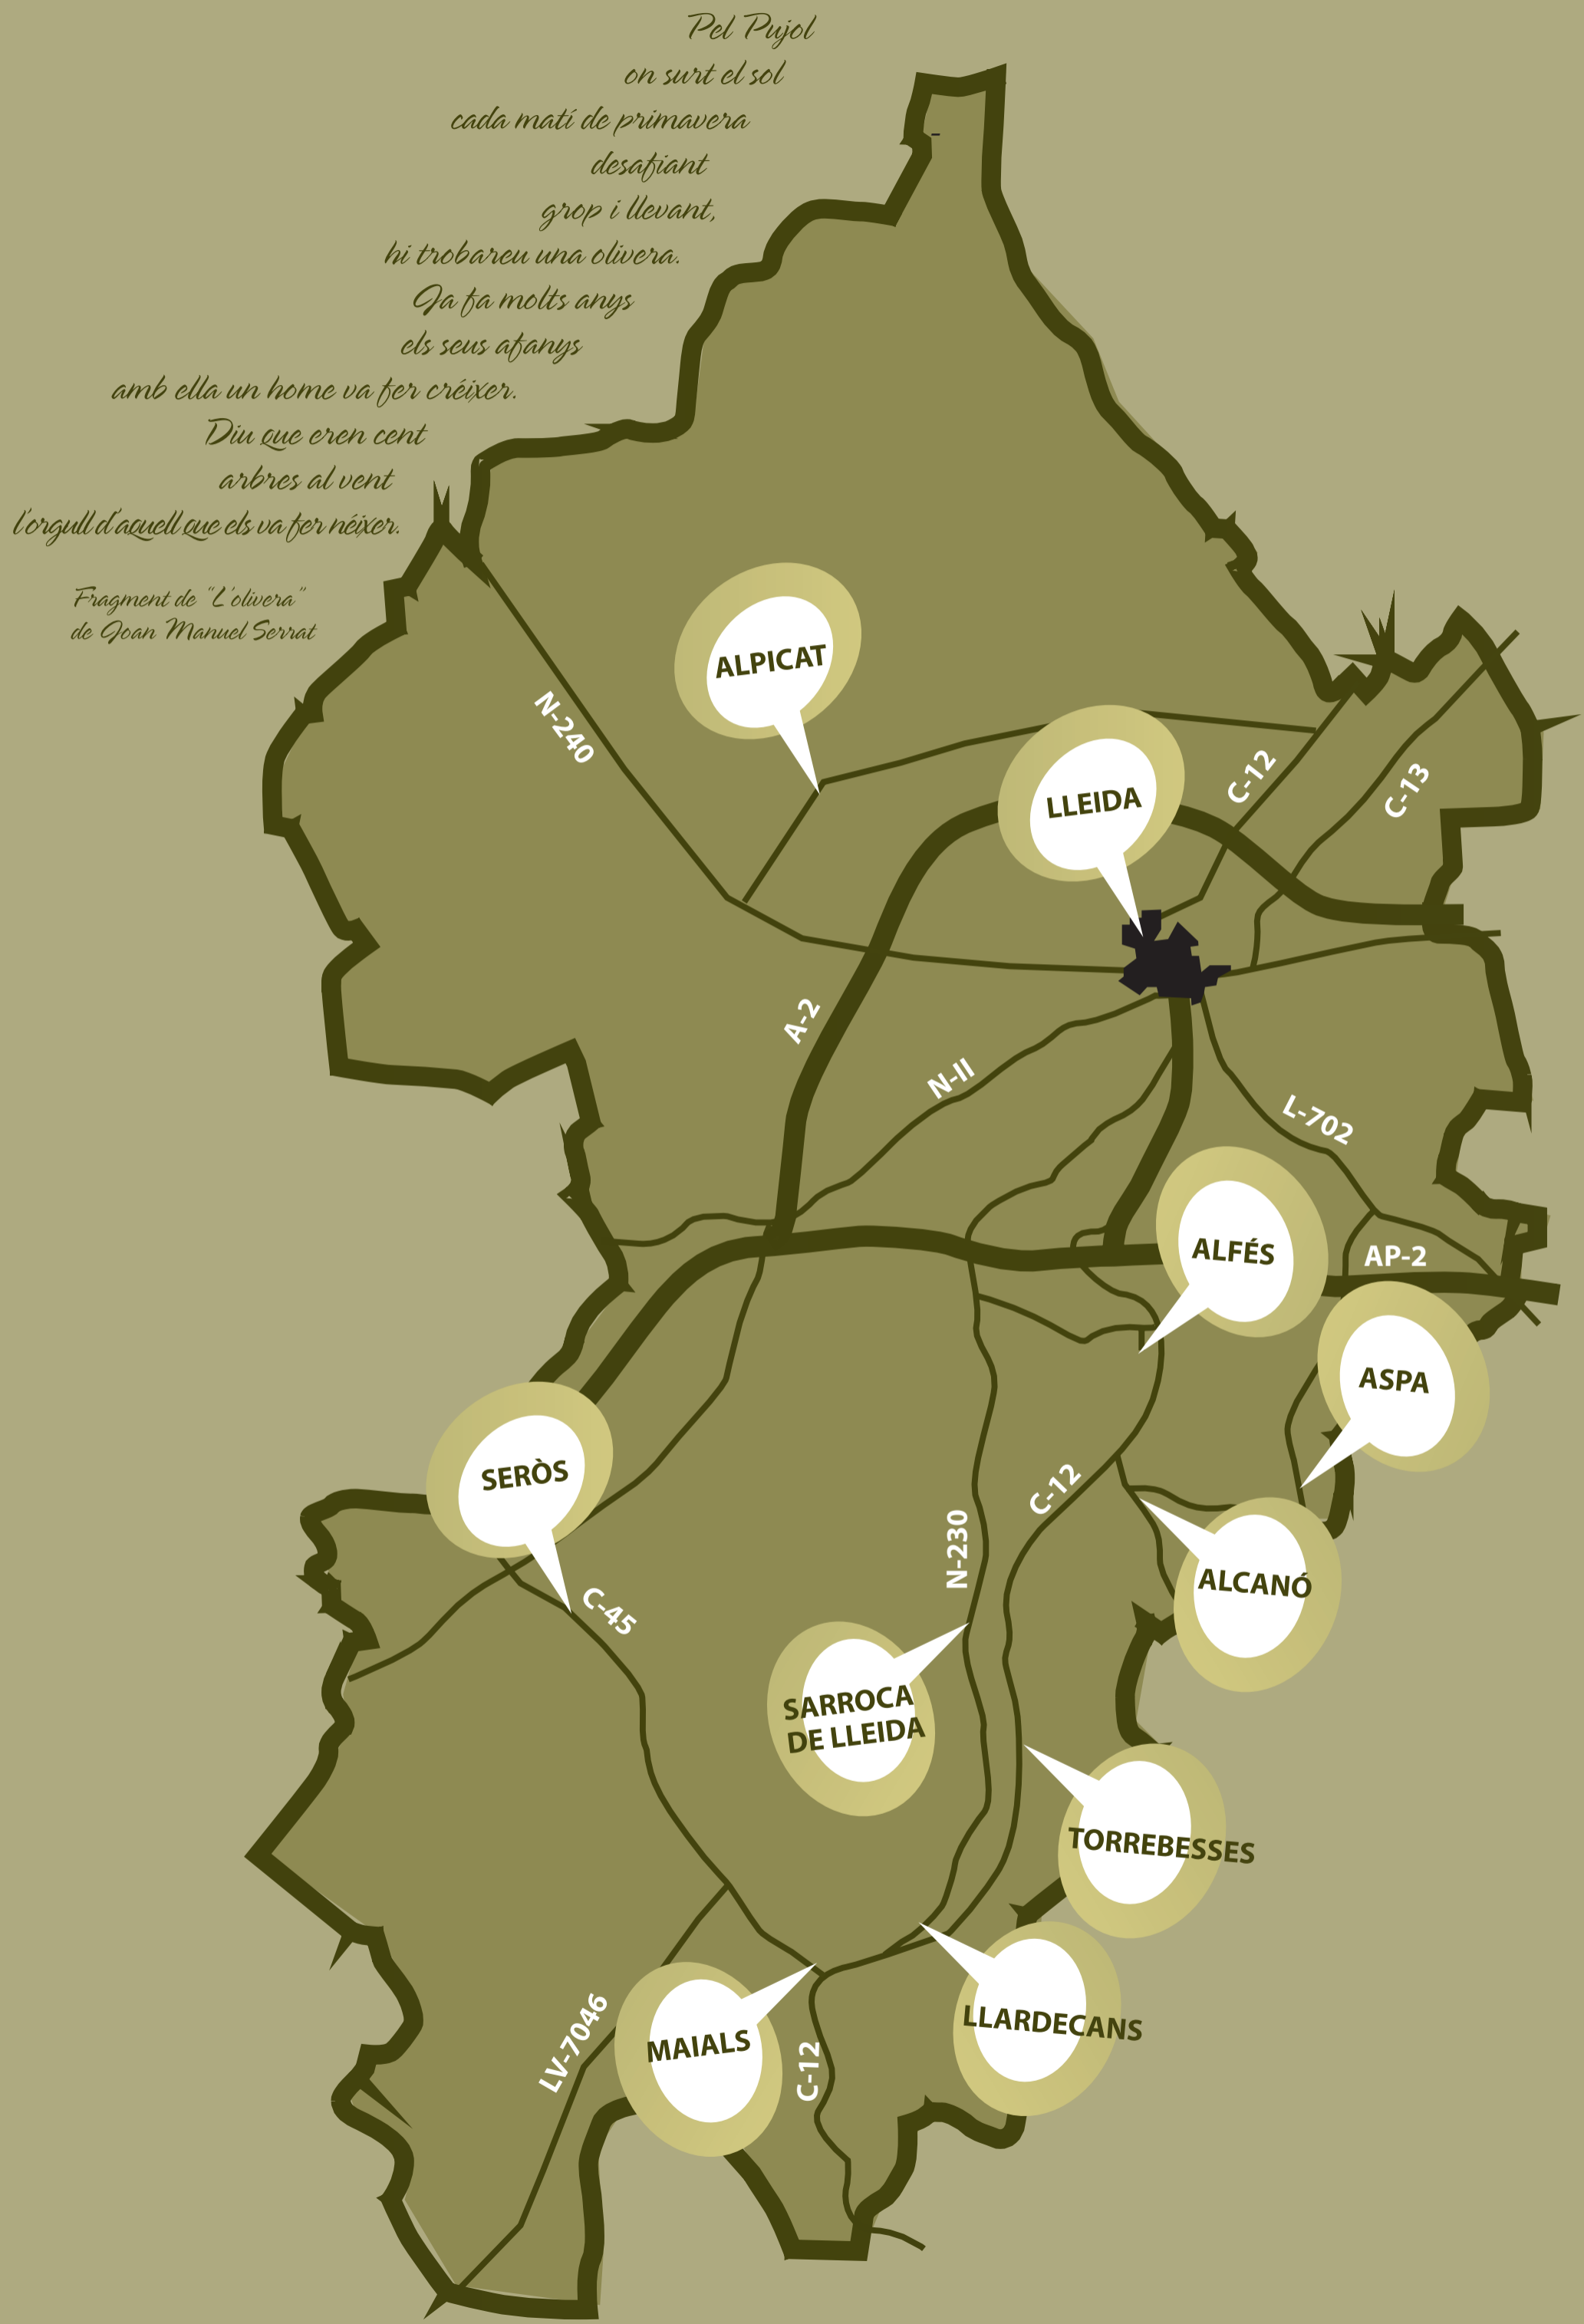 Pel Pujol
on surt el sol
cada matí de primavera
desafiant
grop i llevant,
hi trobareu una olivera.
Ja fa molts anys
els seus afanys
amb ella un home va fer créixer.
Diu que eren cent
arbres al vent
l'orgull d'aquell que els va fer néixer.
Fragment de "L'olivera"
de Joan Manuel Serrat
ALPICAT
N-240
LLEIDA
C-12
C-13
A-2
N-II
L-702
ALFÉS
AP-2
ASPA
SERÒS
C-12
N-230
ALCANÓ
C-45
SARROCA
DE LLEIDA
TORREBESSES
LLARDECANS
MAIALS
LV-7046
C-12